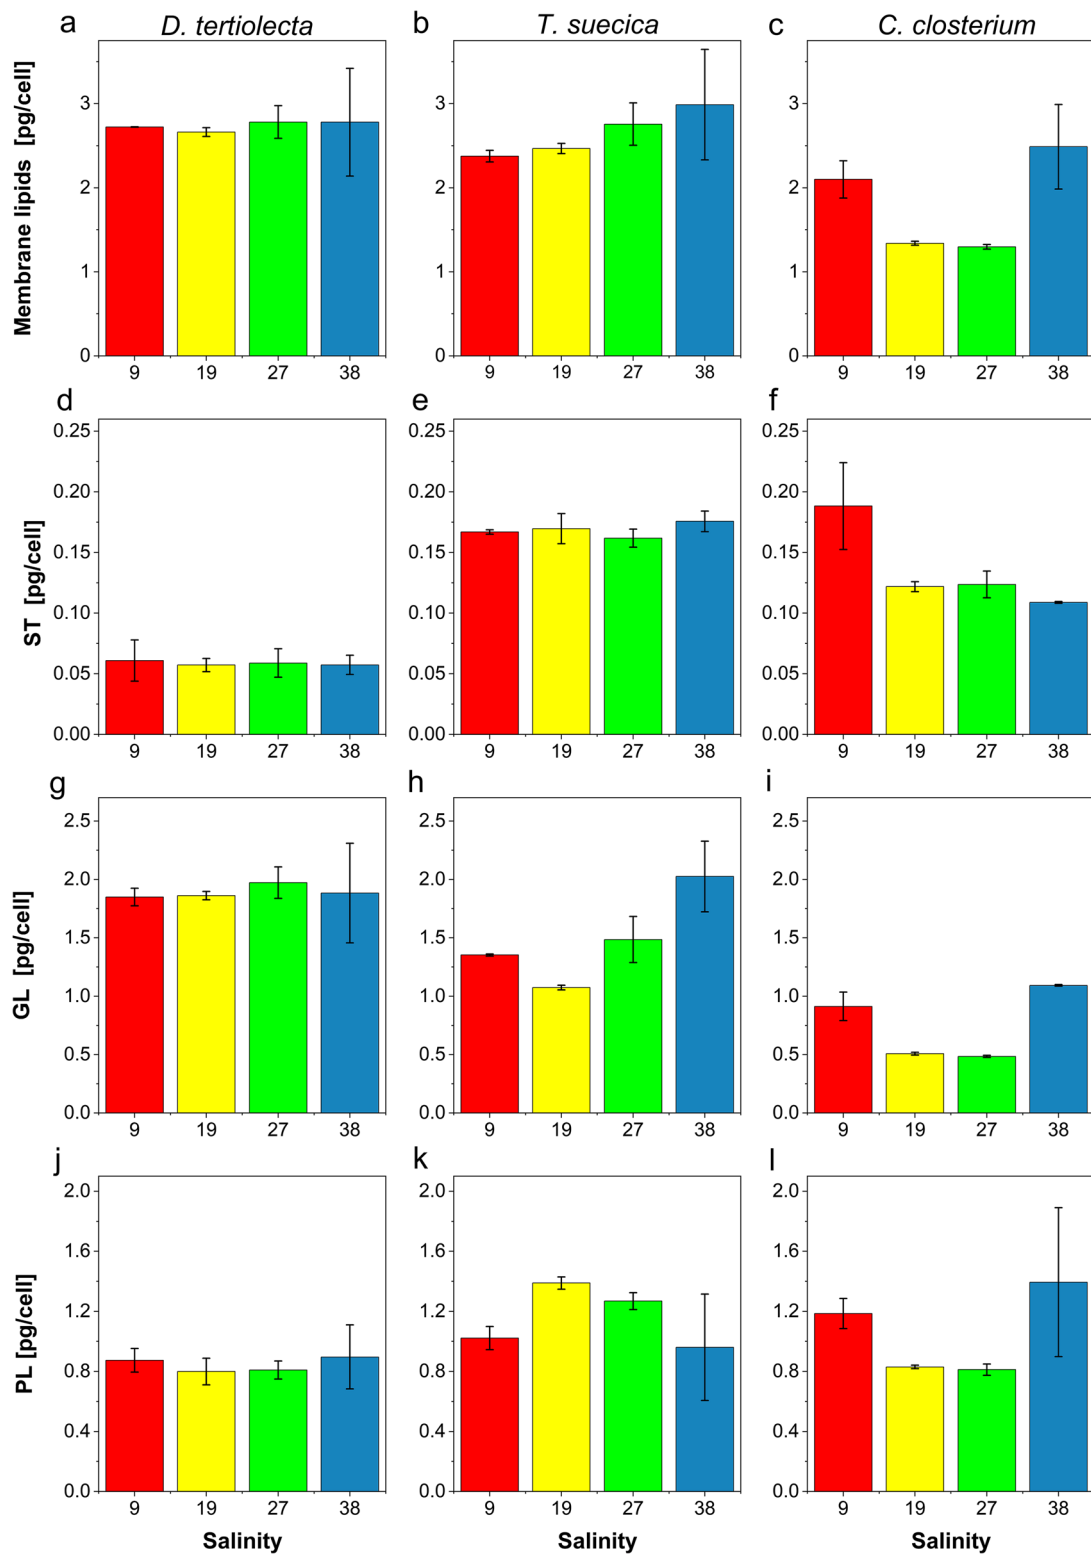 a D. tertiolecta b T. suecica c C. closterium
Membrane lipids [pg/cell]
3 3 3
2 2 2
1 1 1
0 0 0
9 19 27 38 9 19 27 38 9 19 27 38
d e f
ST [pg/cell]
0.25 0.25 0.25
0.20 0.20 0.20
0.15 0.15 0.15
0.10 0.10 0.10
0.05 0.05 0.05
0.00 0.00 0.00
9 19 27 38 9 19 27 38 9 19 27 38
g h i
GL [pg/cell]
2.5 2.5 2.5
2.0 2.0 2.0
1.5 1.5 1.5
1.0 1.0 1.0
0.5 0.5 0.5
0.0 0.0 0.0
9 19 27 38 9 19 27 38 9 19 27 38
j k l
PL [pg/cell]
2.0 2.0 2.0
1.6 1.6 1.6
1.2 1.2 1.2
0.8 0.8 0.8
0.4 0.4 0.4
0.0 0.0 0.0
9 19 27 38 9 19 27 38 9 19 27 38
Salinity Salinity Salinity